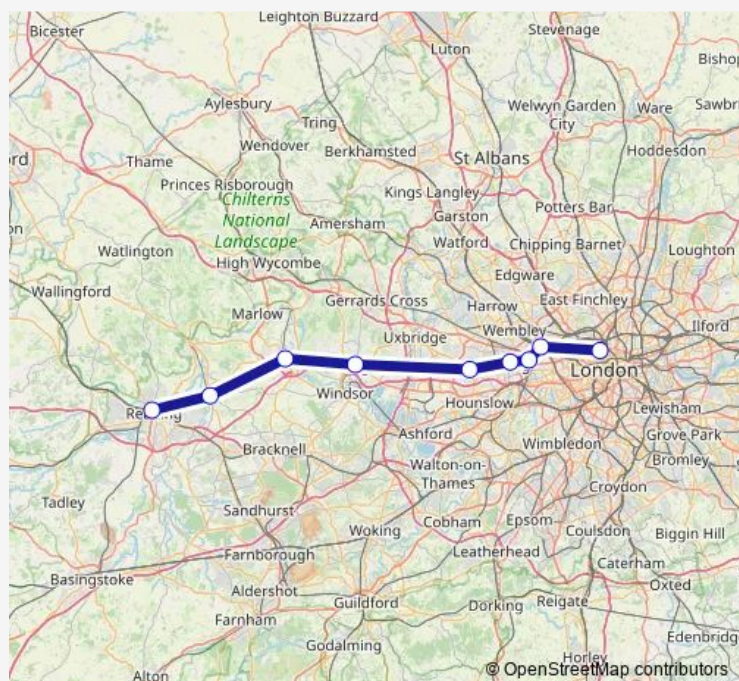 Leighton Buzzard
Stevenage
Bicester
Luton
Bishop
Aylesbury
Tring
Welwyn Garden
City
Ware
Sawbri
Wendover
Berkhamsted
St Albans
Hoddesdon
ord
Thame
Princes Risborough
Kings Langley
Chilterns
National
Landscape
Amersham
Garston
Potters Bar
on
Watford
Chipping Barnet
Loughton
Watlington
High Wycombe
Edgware
Wallingford
Gerrards Cross
Harrow
East Finchley
Marlow
Uxbridge
Wembley
Ilford
Windsor
London
Hounslow
Lewisham
Ashford
Wimbledon
Grove Park
Bracknell
Walton-on-
Thames
Bromley
Tadley
Croydon
Sandhurst
Cobham
Epsom
Coulsdon
Biggin Hill
Woking
Farnborough
Leatherhead
Caterham
Basingstoke
Aldershot
Oxted
Guildford
Dorking
Reigate
Farnham
Edenbridg
Godalming
Horley
Alton
© OpenStreetMap contributors